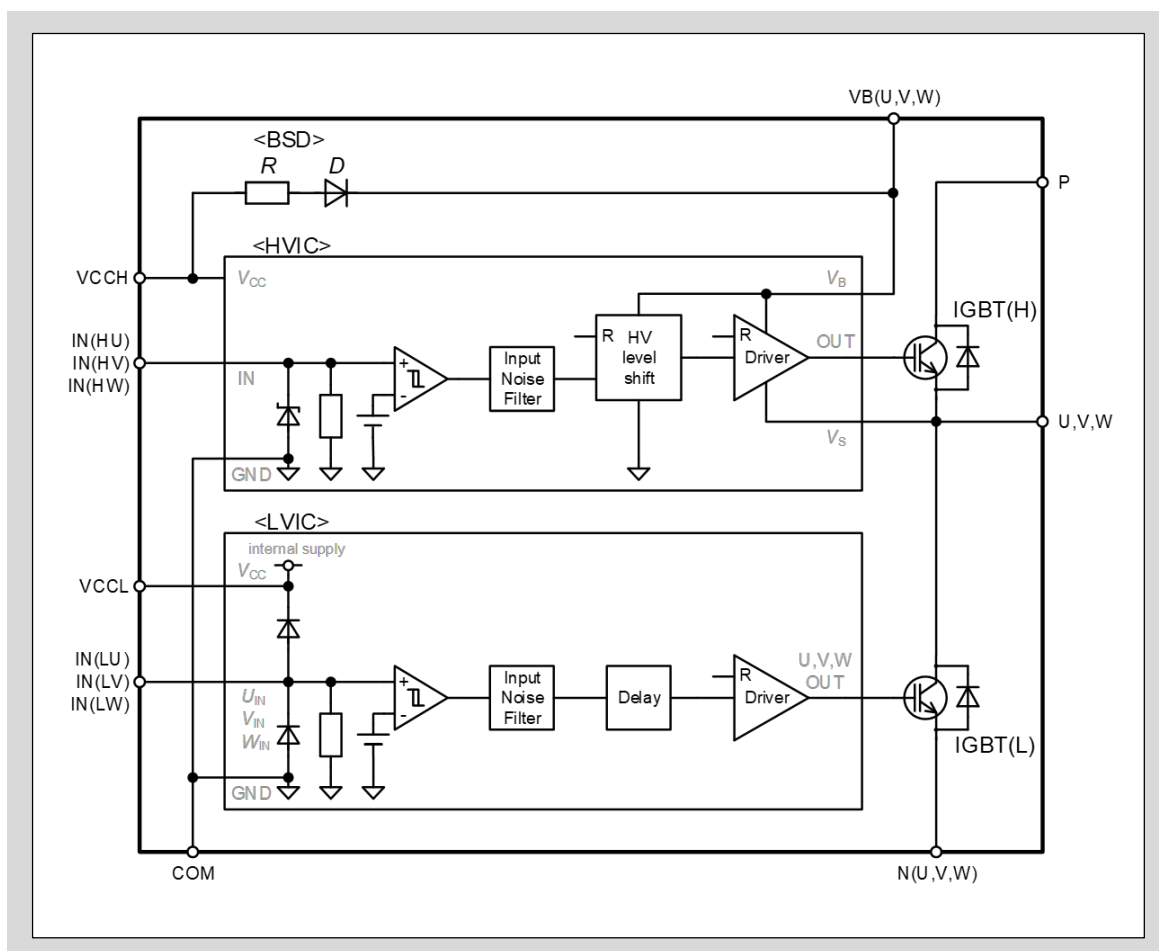 VB(U,V,W)
<BSD>
R
D
P
<HVIC>
VCCH
VCC
VB
IGBT(H)
IN(HU)
IN(HV)
IN(HW)
IN
+
-
Input
Noise
Filter
R
HV
level
shift
R
Driver
OUT
U,V,W
VS
GND
<LVIC>
internal supply
VCC
VCCL
IN(LU)
IN(LV)
IN(LW)
UIN
VIN
WIN
+
-
Input
Noise
Filter
Delay
R
Driver
U,V,W
OUT
IGBT(L)
GND
COM
N(U,V,W)